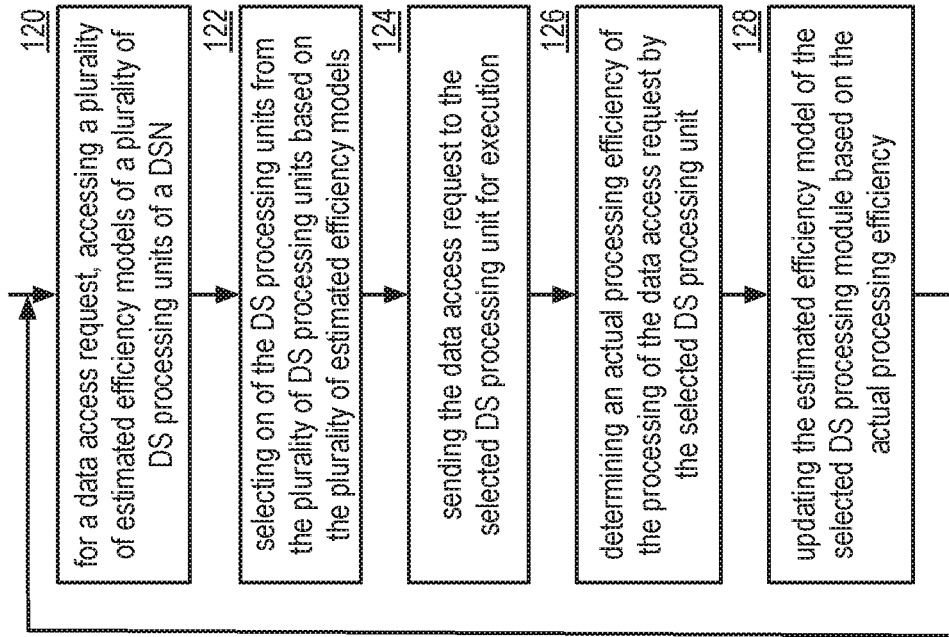 120
for a data access request, accessing a plurality
of estimated efficiency models of a plurality of
DS processing units of a DSN
122
selecting on of the DS processing units from
the plurality of DS processing units based on
the plurality of estimated efficiency models
124
sending the data access request to the
selected DS processing unit for execution
126
determining an actual processing efficiency of
the processing of the data access request by
the selected DS processing unit
128
updating the estimated efficiency model of the
selected DS processing module based on the
actual processing efficiency